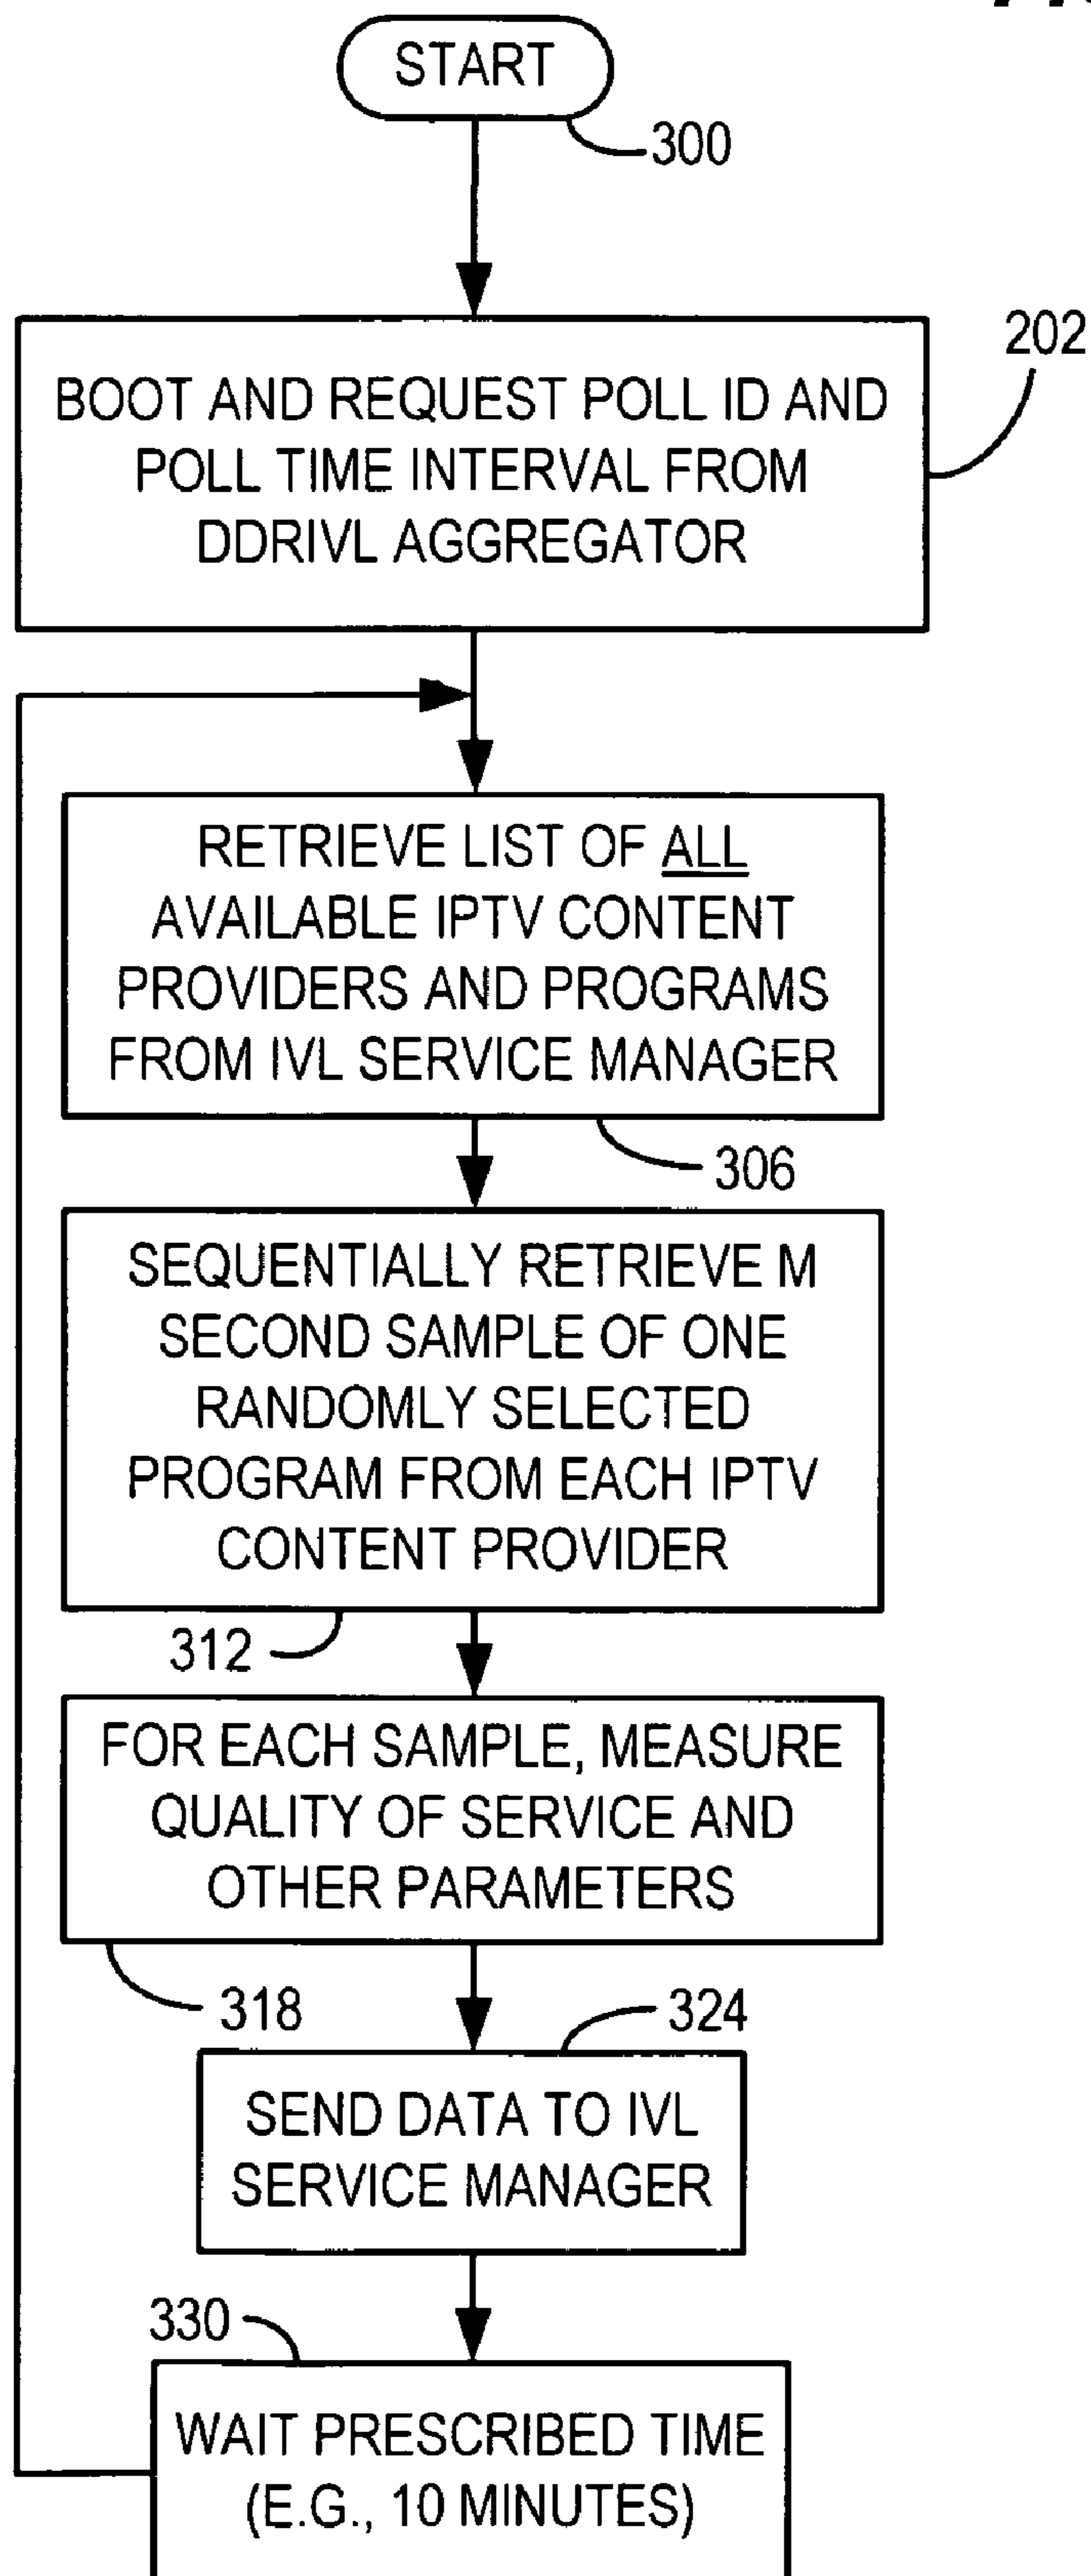 START
300
202
BOOT AND REQUEST POLL ID AND
POLL TIME INTERVAL FROM
DDRIVL AGGREGATOR
RETRIEVE LIST OF ALL
AVAILABLE IPTV CONTENT
PROVIDERS AND PROGRAMS
FROM IVL SERVICE MANAGER
306
SEQUENTIALLY RETRIEVE M
SECOND SAMPLE OF ONE
RANDOMLY SELECTED
PROGRAM FROM EACH IPTV
CONTENT PROVIDER
312
FOR EACH SAMPLE, MEASURE
QUALITY OF SERVICE AND
OTHER PARAMETERS
318
324
SEND DATA TO IVL
SERVICE MANAGER
330
WAIT PRESCRIBED TIME
(E.G., 10 MINUTES)